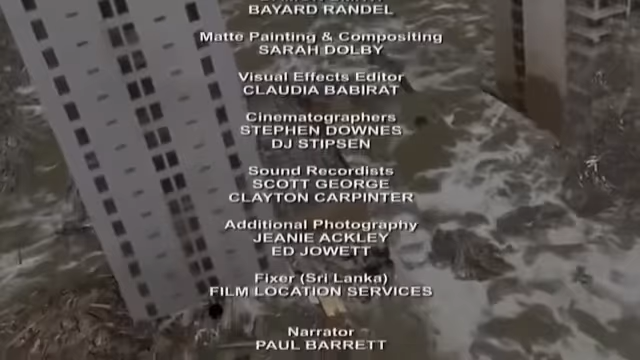 BAYARD RANDEL
Matte Painting & Compositing
SARAH DOLBY
Visual Effects Editor
CLAUDIA BABIRAT
Cinematographers
STEPHEN DOWNES
DJ STIPSEN
Sound Recordists
SCOTT GEORGE
CLAYTON CARPINTER
Additional Photography
JEANIE ACKLEY
ED JOWETT
Fixer (Sri Lanka)
FILM LOCATION SERVICES
Narrator
PAUL BARRETT